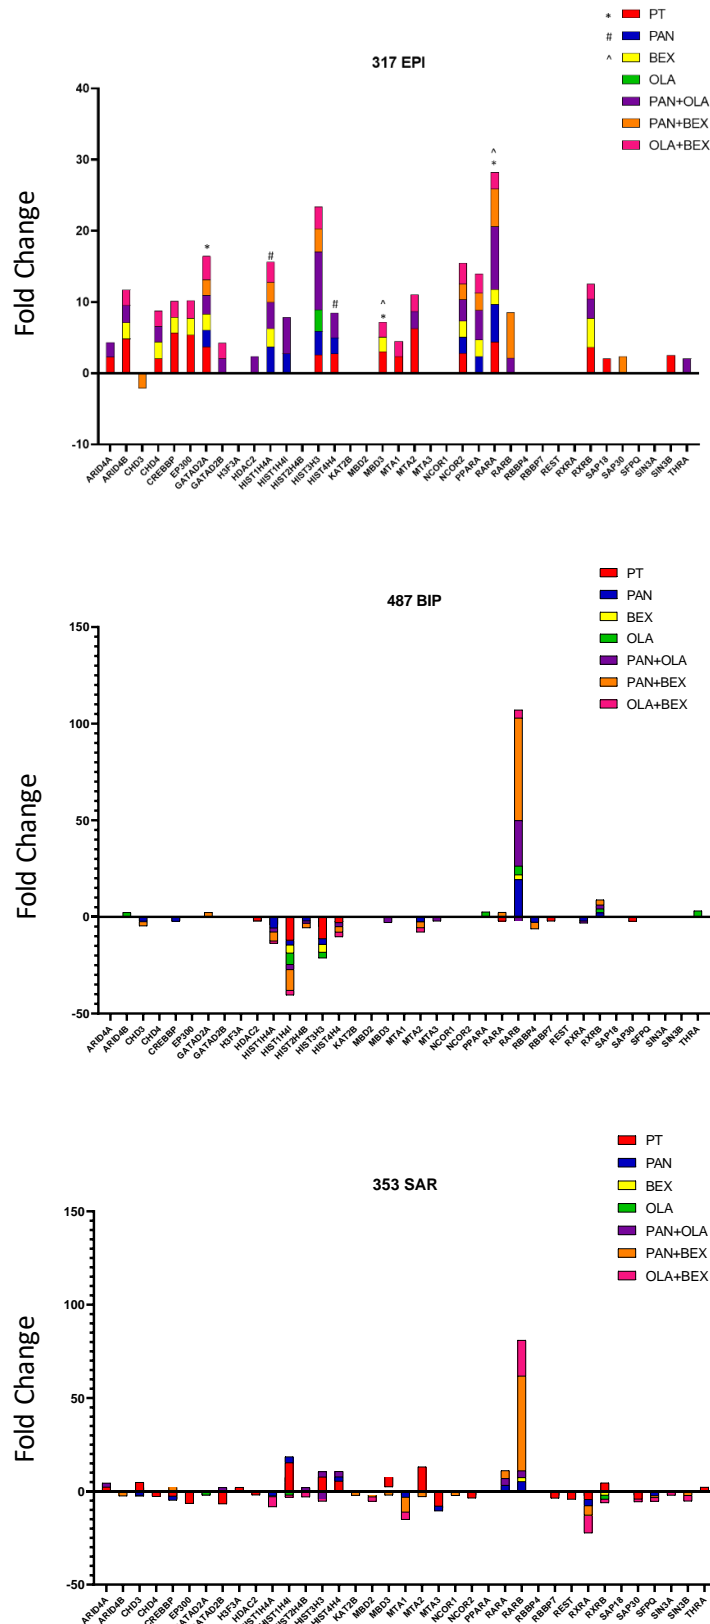 * PT
# PAN
^ BEX
OLA
PAN+OLA
PAN+BEX
OLA+BEX
317 EPI
Fold Change
40
30
20
10
0
-10
^
*
*
#
#
^
*
ARID4A
ARID4B
CHD3
CHD4
CREBBP
EP300
GATAD2A
GATAD2B
H3F3A
HDAC2
HIST1H4A
HIST1H4I
HIST2H4B
HIST3H3
HIST4H4
KAT2B
MBD2
MBD3
MTA1
MTA2
MTA3
NCOR1
NCOR2
PPARA
RARA
RARB
RBBP4
RBBP7
REST
RXRA
RXRB
SAP18
SAP30
SFPQ
SIN3A
SIN3B
THRA
PT
PAN
BEX
OLA
PAN+OLA
PAN+BEX
OLA+BEX
487 BIP
Fold Change
150
100
50
0
-50
ARID4A
ARID4B
CHD3
CHD4
CREBBP
EP300
GATAD2A
GATAD2B
H3F3A
HDAC2
HIST1H4A
HIST1H4I
HIST2H4B
HIST3H3
HIST4H4
KAT2B
MBD2
MBD3
MTA1
MTA2
MTA3
NCOR1
NCOR2
PPARA
RARA
RARB
RBBP4
RBBP7
REST
RXRA
RXRB
SAP18
SAP30
SFPQ
SIN3A
SIN3B
THRA
PT
PAN
BEX
OLA
PAN+OLA
PAN+BEX
OLA+BEX
353 SAR
Fold Change
150
100
50
0
-50
ARID4A
ARID4B
CHD3
CHD4
CREBBP
EP300
GATAD2A
GATAD2B
H3F3A
HDAC2
HIST1H4A
HIST1H4I
HIST2H4B
HIST3H3
HIST4H4
KAT2B
MBD2
MBD3
MTA1
MTA2
MTA3
NCOR1
NCOR2
PPARA
RARA
RARB
RBBP4
RBBP7
REST
RXRA
RXRB
SAP18
SAP30
SFPQ
SIN3A
SIN3B
THRA